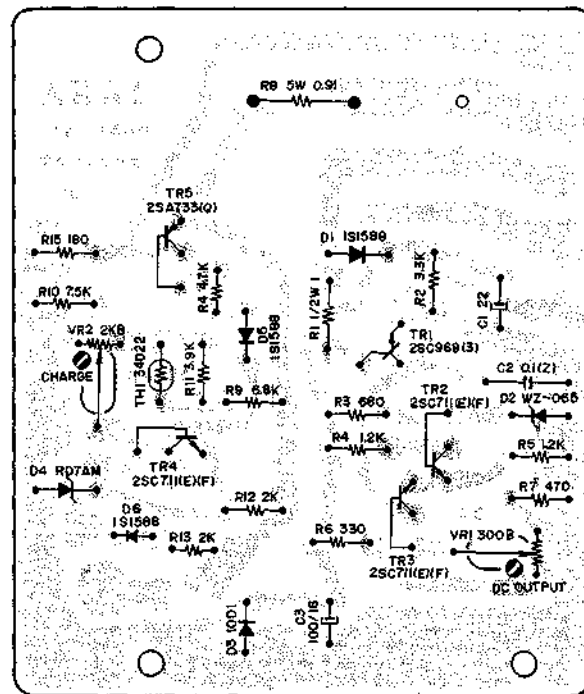 R8 5W 0.91
TR5
2SA733(Q)
R15 180
D1 1S1588
R10 7.5K
R4 4.7K
R2 3.3K
R1 1/2W 1
C1 22
VR2 2KB
CHARGE
TH1 34D22
R11 3.9K
D5
1S1588
TR1
2SC969(3)
C2 0.1(Z)
R9 6.8K
TR2
2SC711(E)(F)
D2 WZ-065
R3 680
R4 1.2K
R5 1.2K
TR4
2SC711(E)(F)
D4 RD7AM
R7 470
D6
1S1588
R12 2K
R13 2K
R6 330
VR1 300B
TR3
2SC711(E)(F)
DC OUTPUT
D3 10D1
C3
100/16